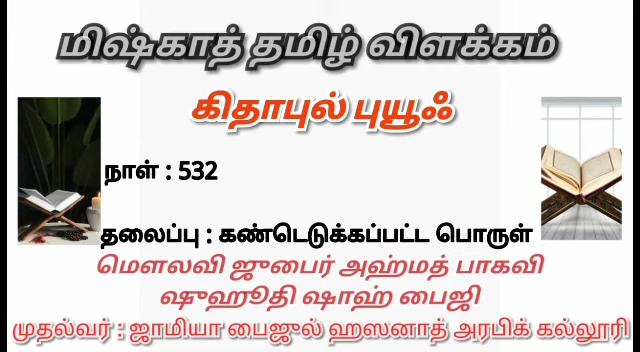 மிஷ்காத் தமிழ் விளக்கம்
கிதாபுல் புயூஃ
நாள் : 532
தலைப்பு : கண்டெடுக்கப்பட்ட பொருள்
மௌலவி ஜுபைர் அஹ்மத் பாகவி
ஷுஹூதி ஷாஹ் பைஜி
முதல்வர் : ஜாமியா பைஜுல் ஹஸனாத் அரபிக் கல்லூரி